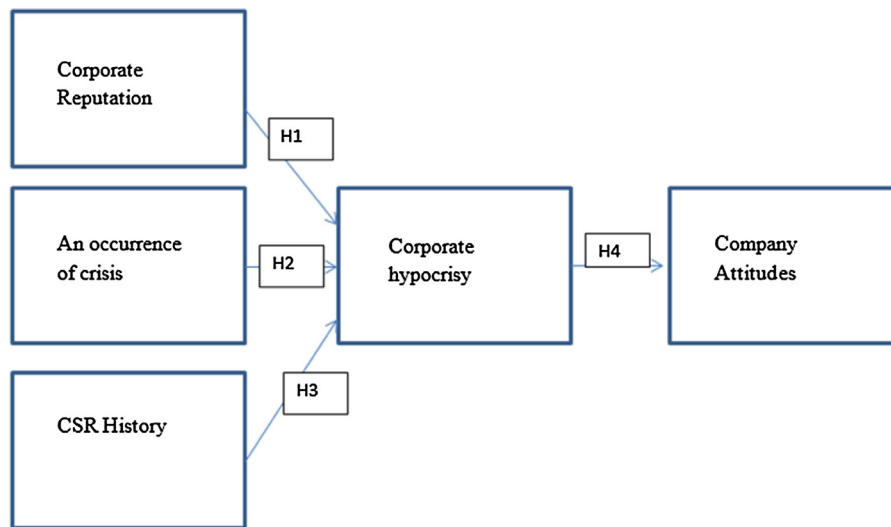 Corporate
Reputation
H1
An occurrence
of crisis
H2
Corporate
hypocrisy
H4
Company
Attitudes
H3
CSR History